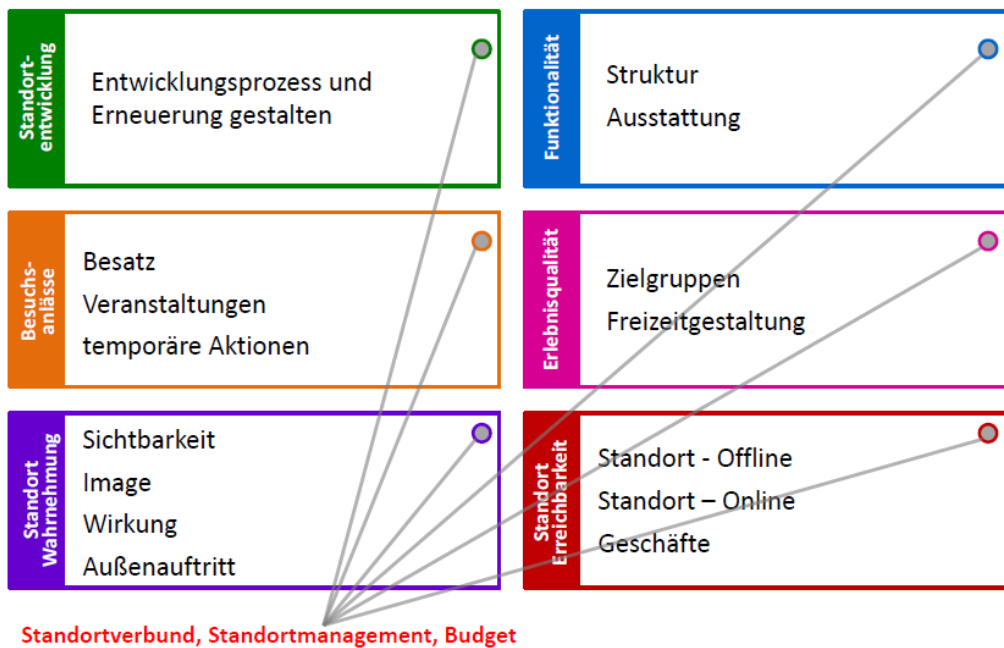 Standort-
entwicklung
Entwicklungsprozess und
Erneuerung gestalten
Funktionalität
Struktur
Ausstattung
Besuchs-
anlässe
Besatz
Veranstaltungen
temporäre Aktionen
Erlebnisqualität
Zielgruppen
Freizeitgestaltung
Standort
Wahrnehmung
Sichtbarkeit
Image
Wirkung
Außenauftritt
Standort
Erreichbarkeit
Standort - Offline
Standort – Online
Geschäfte
Standortverbund, Standortmanagement, Budget